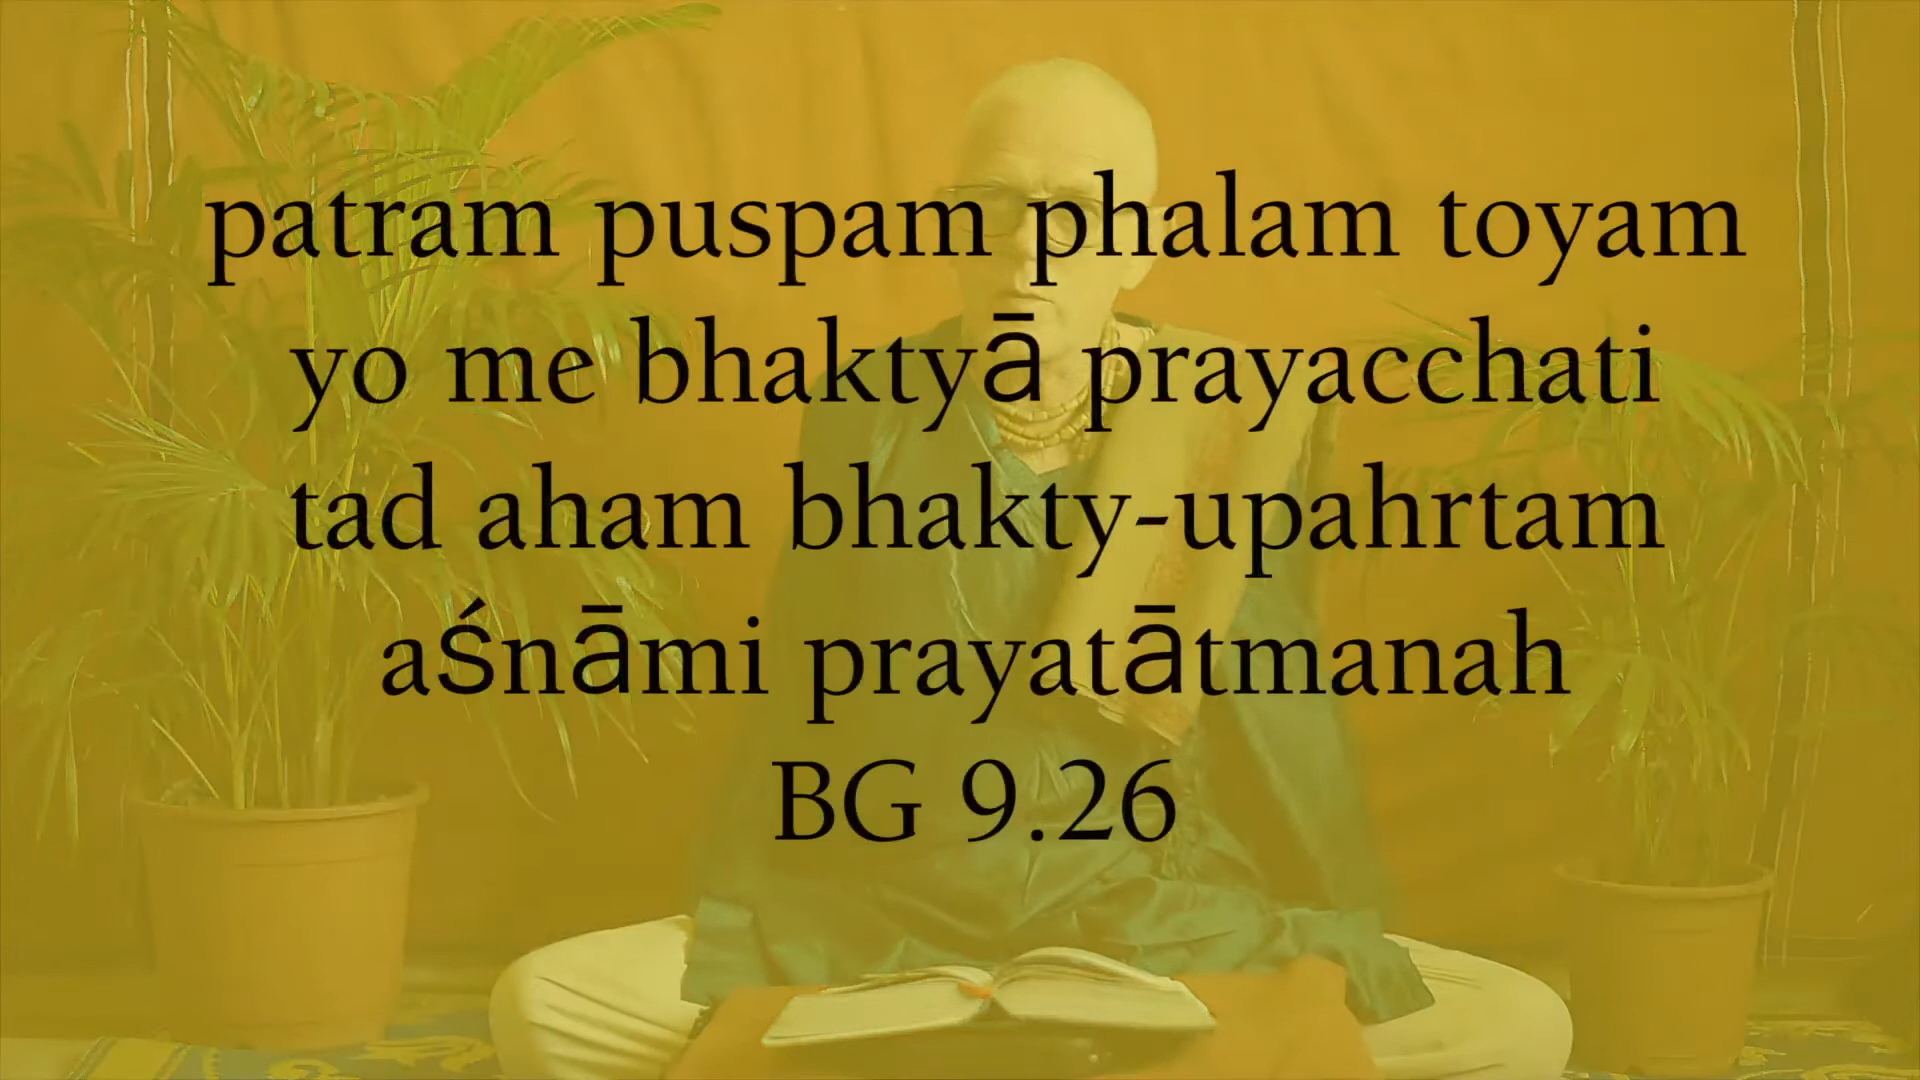 patram puspam phalam toyam
yo me bhaktyā prayacchati
tad aham bhakty-upahrtam
aśnāmi prayatātmanah
BG 9.26